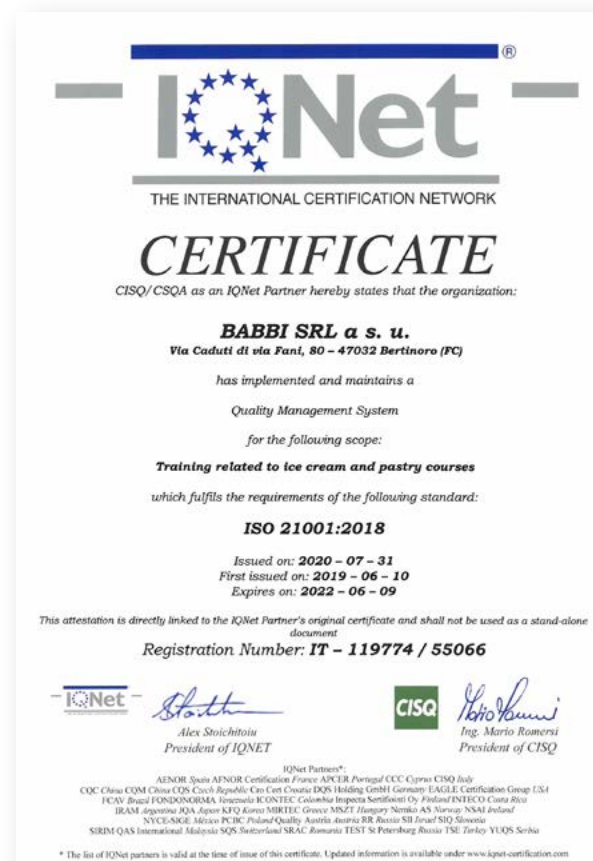 ®
IQNet
THE INTERNATIONAL CERTIFICATION NETWORK
CERTIFICATE
CISQ/CSQA as an IQNet Partner hereby states that the organization:
BABBI SRL a s. u.
Via Caduti di via Fani, 80 – 47032 Bertinoro (FC)
has implemented and maintains a
Quality Management System
for the following scope:
Training related to ice cream and pastry courses
which fulfils the requirements of the following standard:
ISO 21001:2018
Issued on: 2020 – 07 – 31
First issued on: 2019 – 06 – 10
Expires on: 2022 – 06 – 09
This attestation is directly linked to the IQNet Partner's original certificate and shall not be used as a stand-alone
document
Registration Number: IT – 119774 / 55066
IQNet
CISQ
Alex Stoichitoiu
President of IQNET
Ing. Mario Romersi
President of CISQ
IQNet Partners*:
AENOR Spain AFNOR Certification France APCER Portugal CCC Cyprus CISQ Italy
CQC China CQM China CQS Czech Republic Cro Cert Croatia DQS Holding GmbH Germany EAGLE Certification Group USA
FCAV Brazil FONDONORMA Venezuela ICONTEC Colombia Inspecta Sertifiointi Oy Finland INTECO Costa Rica
IRAM Argentina JQA Japan KFQ Korea MIRTEC Greece MSZT Hungary Nemko AS Norway NSAI Ireland
NYCE-SIGE México PCBC Poland Quality Austria Austria RR Russia SII Israel SIQ Slovenia
SIRIM QAS International Malaysia SQS Switzerland SRAC Romania TEST St Petersburg Russia TSE Turkey YUQS Serbia
* The list of IQNet partners is valid at the time of issue of this certificate. Updated information is available under www.iqnet-certification.com